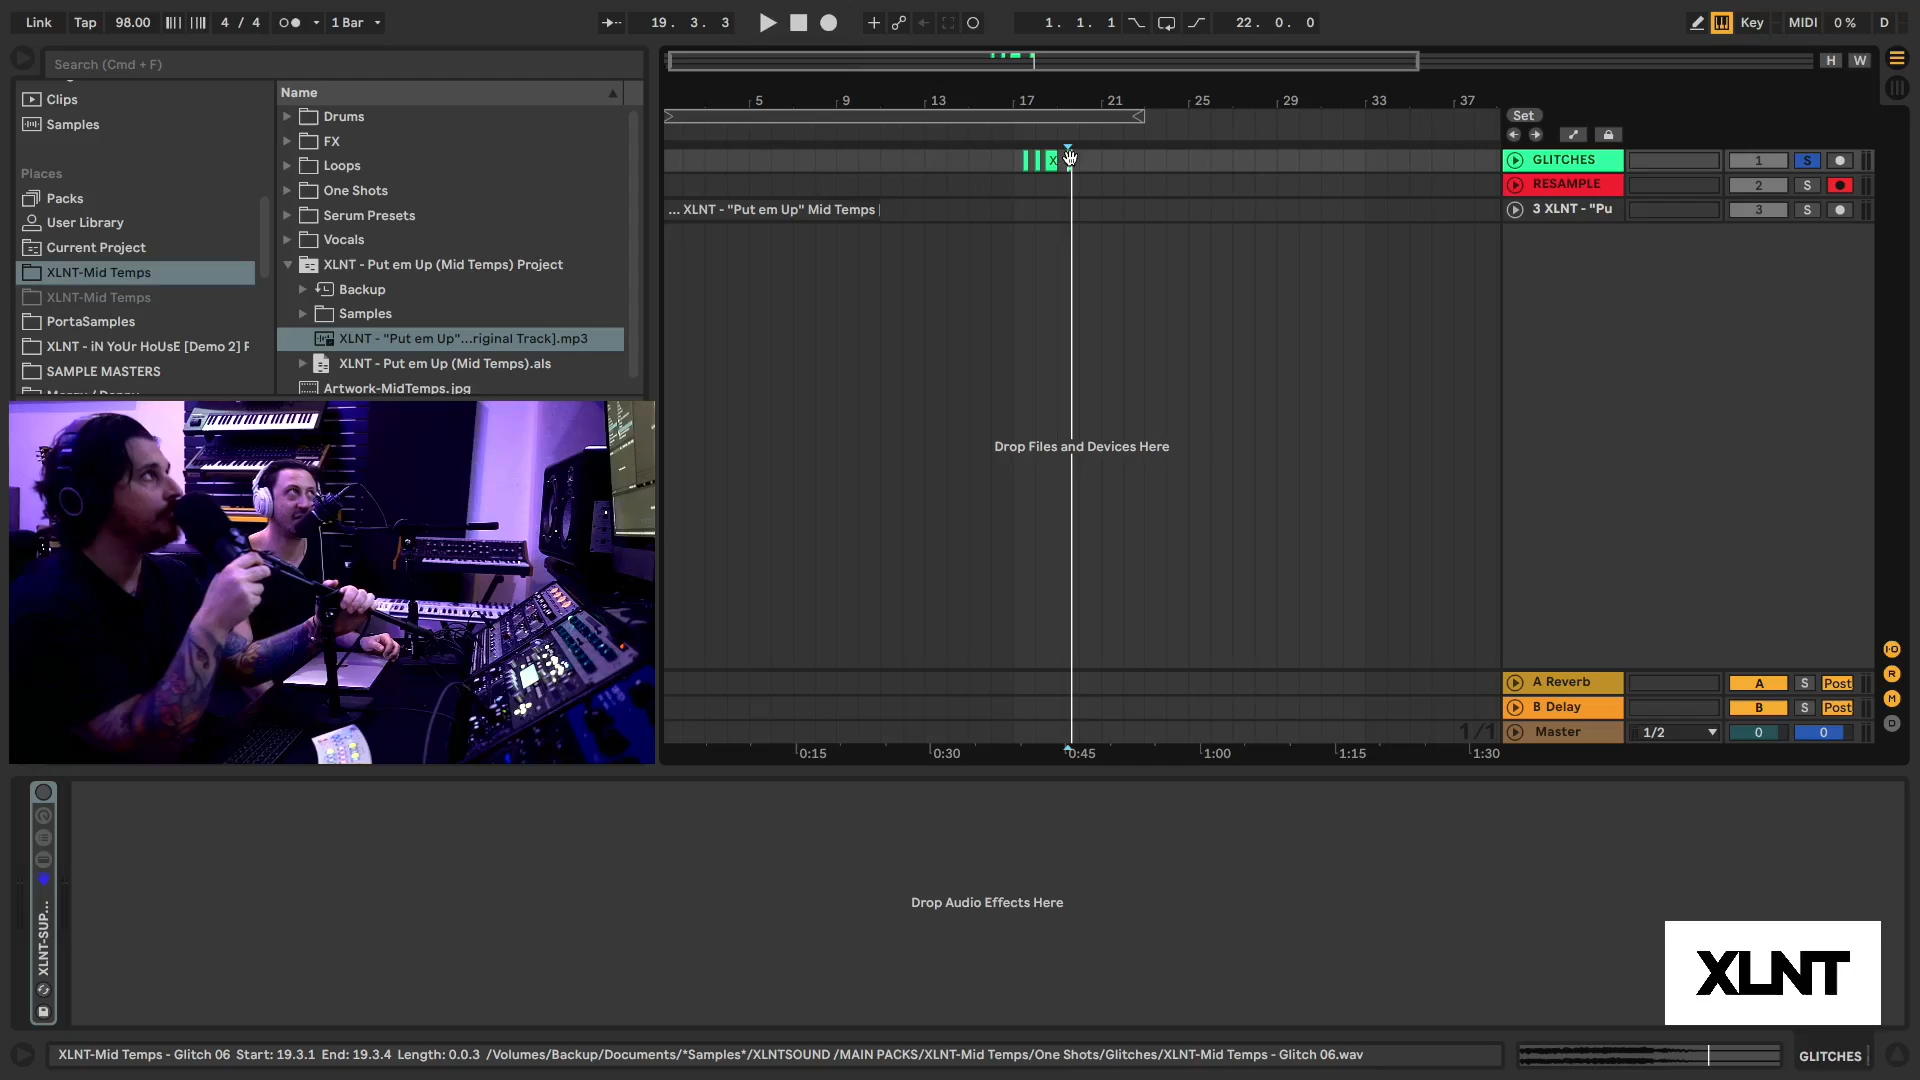 Link Tap 98.00 4 / 4 1 Bar 19. 3. 3 1. 1. 1 22. 0. 0 Key MIDI 0 % D
Search (Cmd + F)
H W
Clips
Samples
Places
Packs
User Library
Current Project
XLNT-Mid Temps
XLNT-Mid Temps
PortaSamples
XLNT - iN YoUr HoUsE [Demo 2] F
SAMPLE MASTERS
Name
Drums
FX
Loops
One Shots
Serum Presets
Vocals
XLNT - Put em Up (Mid Temps) Project
Backup
Samples
XLNT - "Put em Up"...riginal Track].mp3
XLNT - Put em Up (Mid Temps).als
Artwork-MidTemps.jpg
5 9 13 17 21 25 29 33 37
Set
X
GLITCHES 1 S
RESAMPLE 2 S
... XLNT - "Put em Up" Mid Temps
3 XLNT - "Pu 3 S
Drop Files and Devices Here
A Reverb A S Post
B Delay B S Post
1/1 Master 1/2 0 0
0:15 0:30 0:45 1:00 1:15 1:30
I·O
R
M
D
XLNT-SUP...
Drop Audio Effects Here
XLNT
XLNT-Mid Temps - Glitch 06 Start: 19.3.1 End: 19.3.4 Length: 0.0.3 /Volumes/Backup/Documents/*Samples*/XLNTSOUND /MAIN PACKS/XLNT-Mid Temps/One Shots/Glitches/XLNT-Mid Temps - Glitch 06.wav
GLITCHES